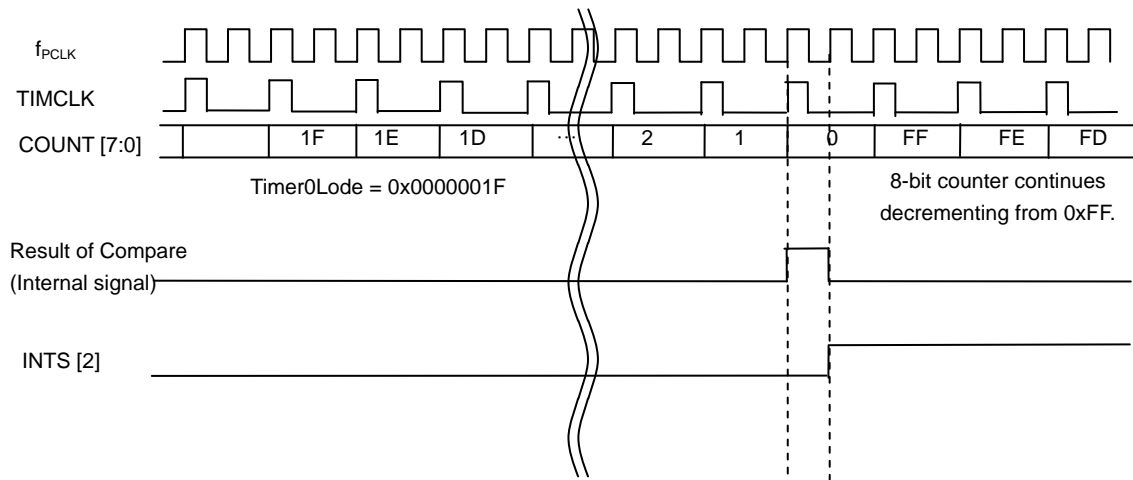 fPCLK
TIMCLK
COUNT [7:0]
1F 1E 1D ... 2 1 0 FF FE FD
Timer0Lode = 0x0000001F
8-bit counter continues
decrementing from 0xFF.
Result of Compare
(Internal signal)
INTS [2]